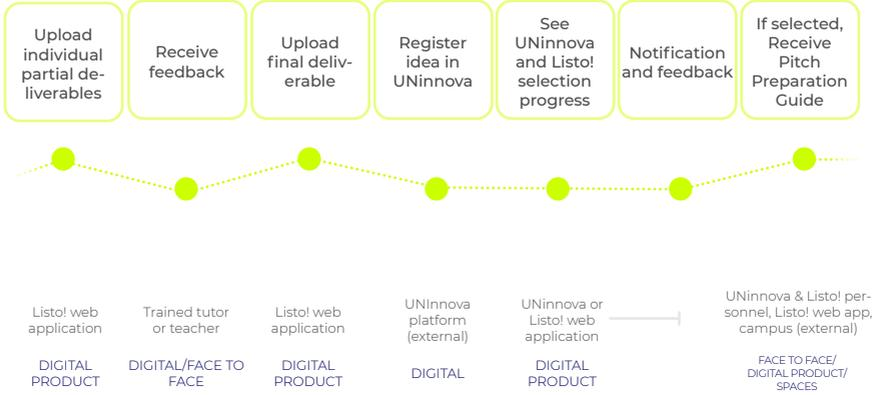 Upload
individual
partial de-
liverables
Receive
feedback
Upload
final deliv-
erable
Register
idea in
UNinnova
See
UNinnova
and Listo!
selection
progress
Notification
and feedback
If selected,
Receive
Pitch
Preparation
Guide
Listo! web
application
Trained tutor
or teacher
Listo! web
application
UNInnova
platform
(external)
UNinnova or
Listo! web
application
UNinnova & Listo! per-
sonnel, Listo! web app,
campus (external)
DIGITAL
PRODUCT
DIGITAL/FACE TO
FACE
DIGITAL
PRODUCT
DIGITAL
DIGITAL
PRODUCT
FACE TO FACE/
DIGITAL PRODUCT/
SPACES